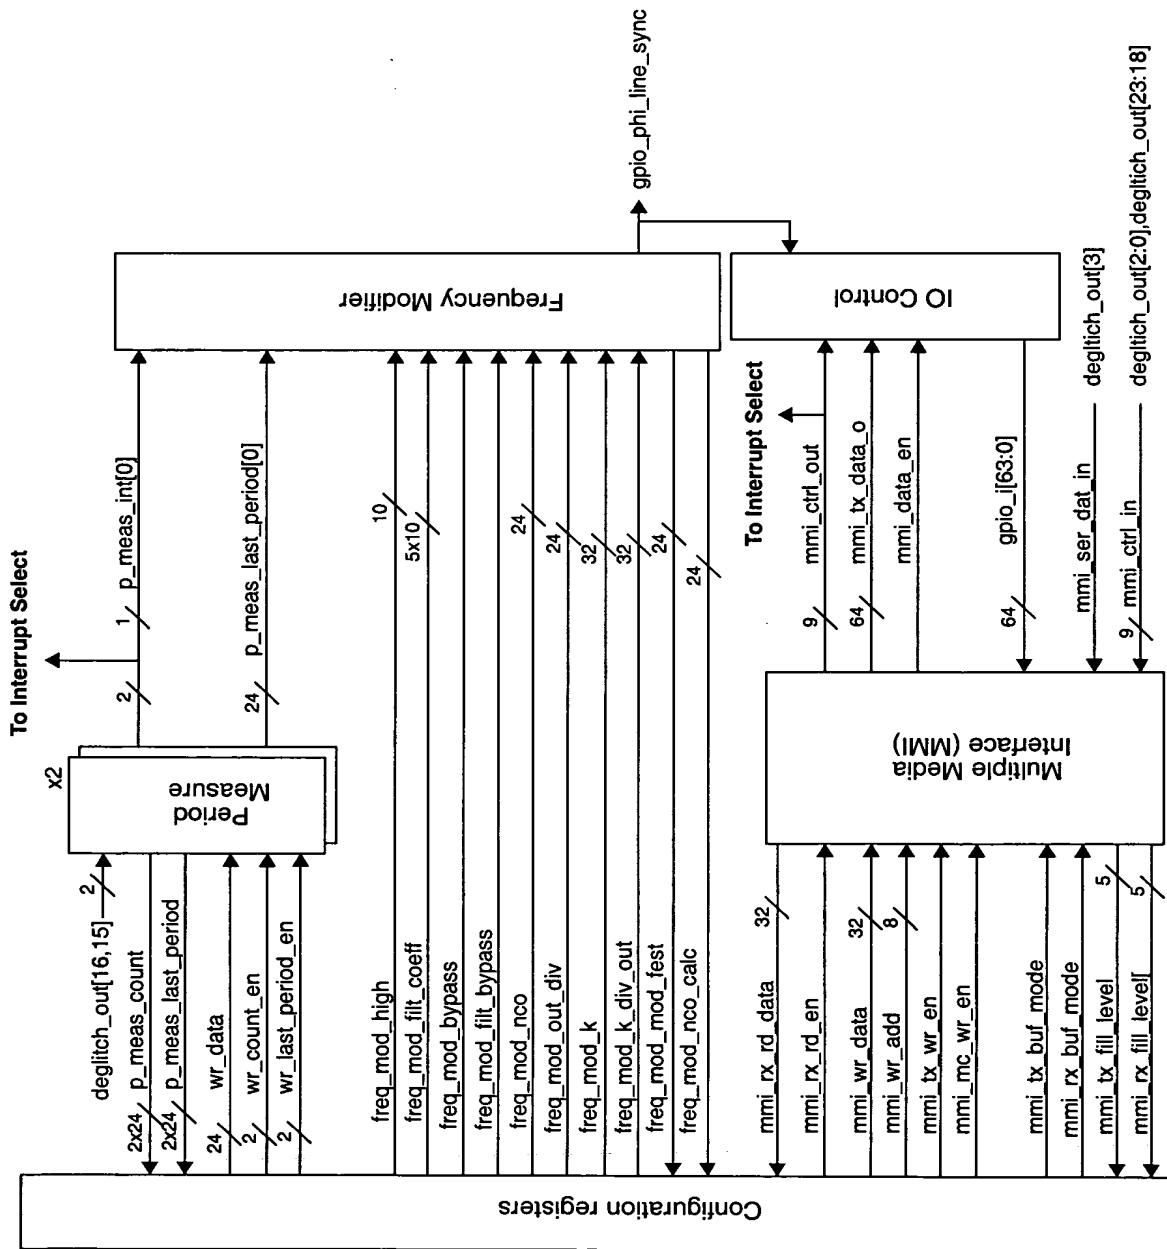 To Interrupt Select
x2
Period
Measure
deglitch_out[16,15]
2
2x24
p_meas_count
2x24
p_meas_last_period
24
wr_data
2
wr_count_en
2
wr_last_period_en
2
1
p_meas_int[0]
24
p_meas_last_period[0]
Frequency Modifier
gpio_phi_line_sync
freq_mod_high
10
freq_mod_filt_coeff
5x10
freq_mod_bypass
freq_mod_filt_bypass
freq_mod_nco
24
freq_mod_out_div
24
freq_mod_k
32
freq_mod_k_div_out
32
freq_mod_mod_fest
24
freq_mod_nco_calc
24
To Interrupt Select
IO Control
9
mmi_ctrl_out
64
mmi_tx_data_o
mmi_data_en
64
gpio_i[63:0]
mmi_ser_dat_in
degltich_out[3]
9
mmi_ctrl_in
degltich_out[2:0],degltich_out[23:18]
Multiple Media
Interface (MMI)
mmi_rx_rd_data
32
mmi_rx_rd_en
mmi_wr_data
32
mmi_wr_add
8
mmi_tx_wr_en
mmi_mc_wr_en
mmi_tx_buf_mode
mmi_rx_buf_mode
mmi_tx_fill_level
5
mmi_rx_fill_level[
5
Configuration registers